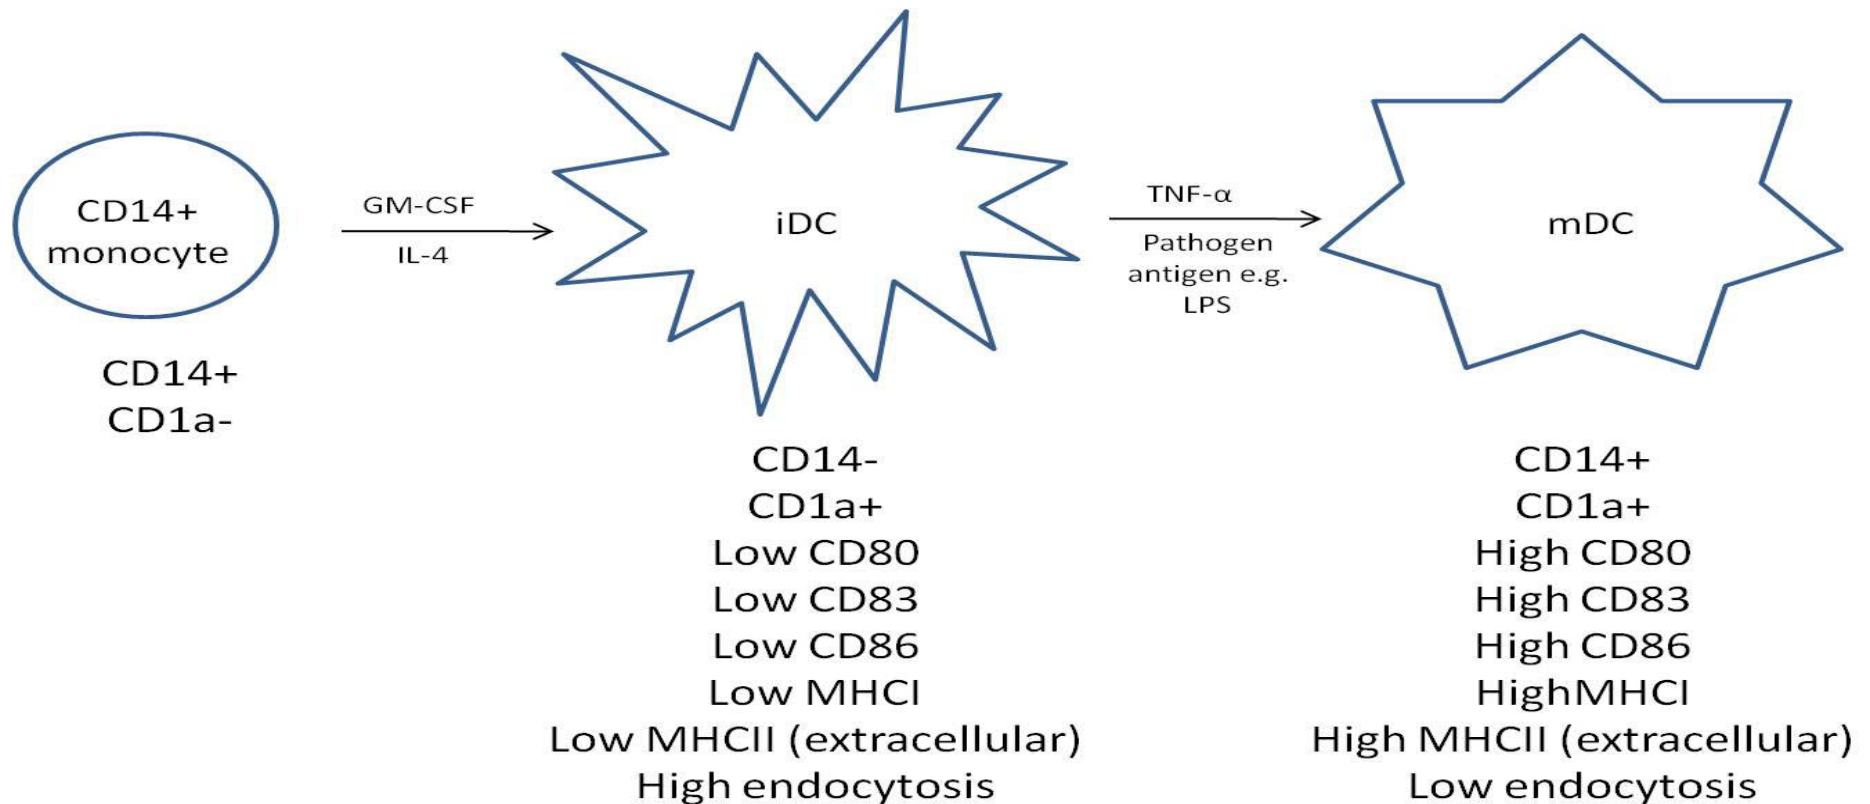 CD14+
monocyte
CD14+
CD1a-
GM-CSF
IL-4
iDC
CD14-
CD1a+
Low CD80
Low CD83
Low CD86
Low MHCI
Low MHCII (extracellular)
High endocytosis
TNF-α
Pathogen
antigen e.g.
LPS
mDC
CD14+
CD1a+
High CD80
High CD83
High CD86
HighMHCI
High MHCII (extracellular)
Low endocytosis